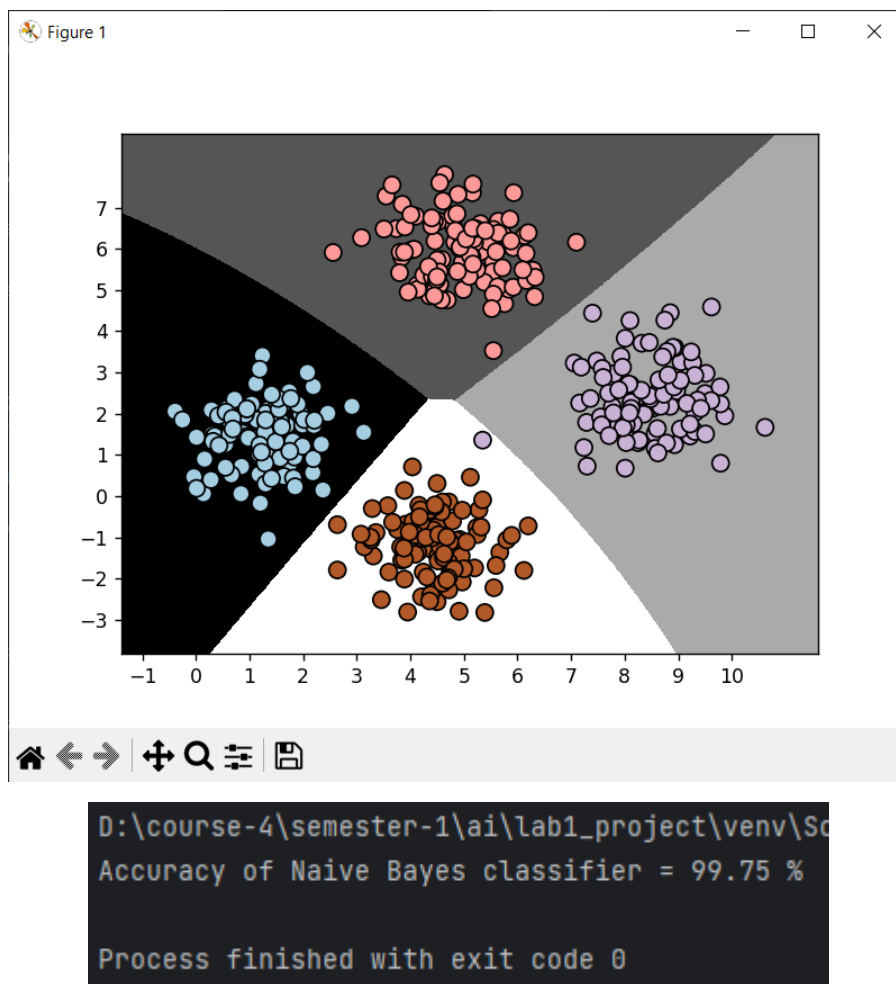 Figure 1
7
6
5
4
3
2
1
0
−1
−2
−3
−1 0 1 2 3 4 5 6 7 8 9 10
D:\course-4\semester-1\ai\lab1_project\venv\Sc
Accuracy of Naive Bayes classifier = 99.75 %
Process finished with exit code 0